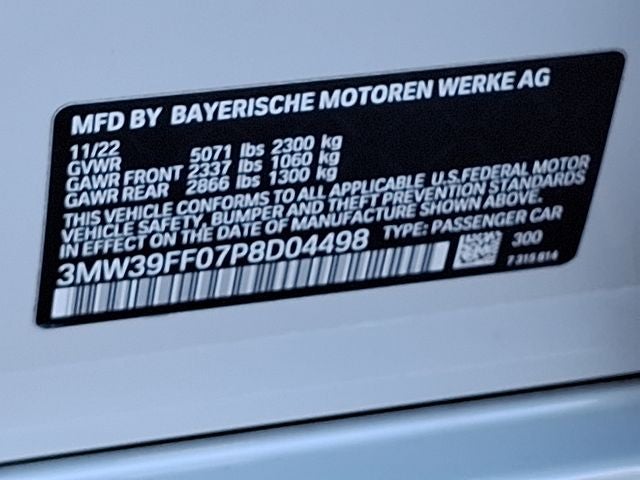 MFD BY BAYERISCHE MOTOREN WERKE AG
11/22
GVWR 5071 lbs 2300 kg
GAWR FRONT 2337 lbs 1060 kg
GAWR REAR 2866 lbs 1300 kg
THIS VEHICLE CONFORMS TO ALL APPLICABLE U.S.FEDERAL MOTOR
VEHICLE SAFETY, BUMPER AND THEFT PREVENTION STANDARDS
IN EFFECT ON THE DATE OF MANUFACTURE SHOWN ABOVE.
3MW39FF07P8D04498 TYPE: PASSENGER CAR
300
7 319 814